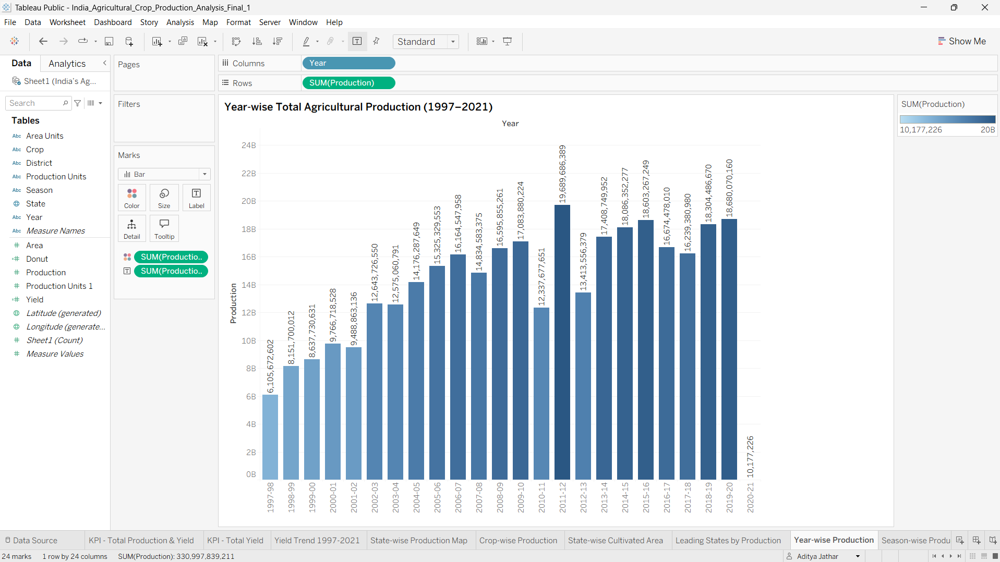 Tableau Public - India_Agricultural_Crop_Production_Analysis_Final_1
File Data Worksheet Dashboard Story Analysis Map Format Server Window Help
Standard
Show Me
Data Analytics
Sheet1 (India's Ag...
Search
Tables
Abc Area Units
Abc Crop
Abc District
Abc Production Units
Abc Season
State
Abc Year
Abc Measure Names
# Area
=# Donut
# Production
# Production Units 1
=# Yield
Latitude (generated)
Longitude (generate...
# Sheet1 (Count)
# Measure Values
Pages
Filters
Marks
Bar
Color Size Label
Detail Tooltip
SUM(Productio..
T SUM(Productio..
Columns Year
Rows SUM(Production)
Year-wise Total Agricultural Production (1997–2021)
Year
Production
24B
22B
20B
18B
16B
14B
12B
10B
8B
6B
4B
2B
0B
6,105,672,602
8,151,700,012
8,637,730,631
9,766,718,528
9,488,863,136
12,643,726,550
12,575,060,791
14,176,287,649
15,325,329,553
16,164,547,958
14,834,583,375
16,595,855,261
17,083,880,224
12,337,677,651
19,689,686,389
13,413,556,379
17,408,749,952
18,086,352,277
18,603,267,249
16,674,478,010
16,239,380,980
18,304,486,670
18,680,070,160
10,177,226
1997-98
1998-99
1999-00
2000-01
2001-02
2002-03
2003-04
2004-05
2005-06
2006-07
2007-08
2008-09
2009-10
2010-11
2011-12
2012-13
2013-14
2014-15
2015-16
2016-17
2017-18
2018-19
2019-20
2020-21
SUM(Production)
10,177,226 20B
Data Source KPI - Total Production & Yield KPI - Total Yield Yield Trend 1997-2021 State-wise Production Map Crop-wise Production State-wise Cultivated Area Leading States by Production Year-wise Production Season-wise Produ
24 marks 1 row by 24 columns SUM(Production): 330,997,839,211 Aditya Jathar